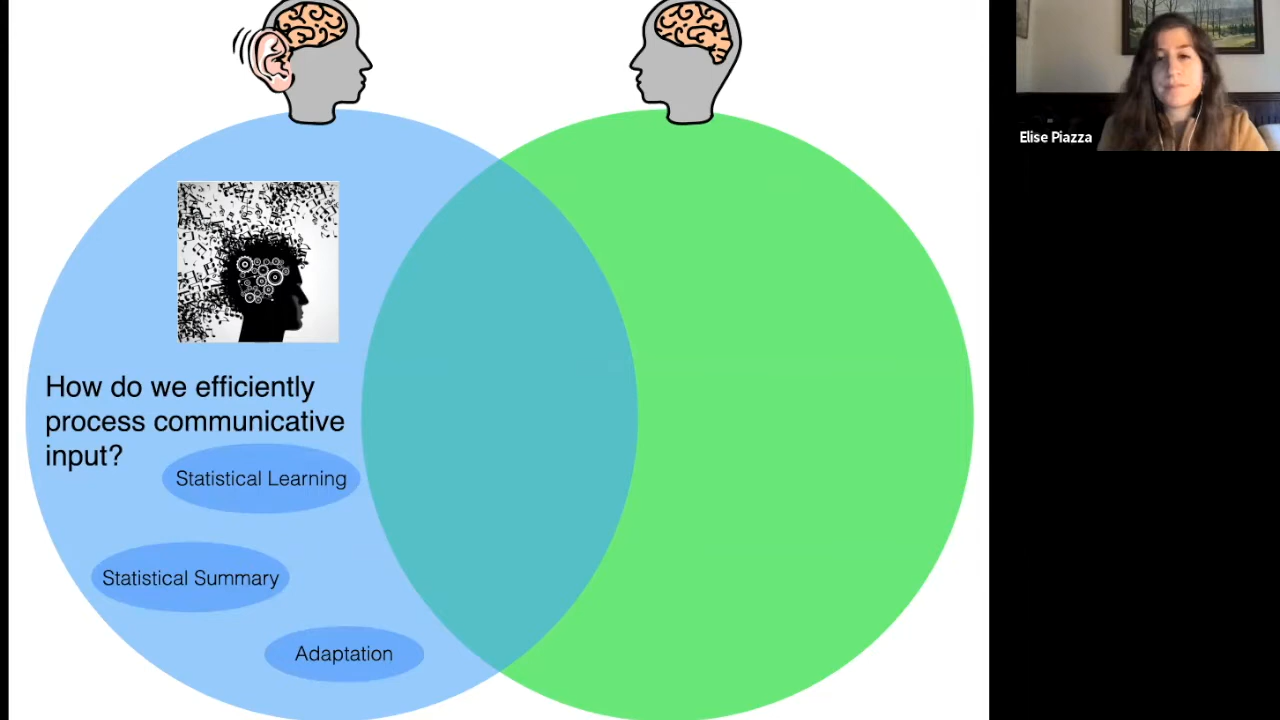 Elise Piazza
How do we efficiently
process communicative
input?
Statistical Learning
Statistical Summary
Adaptation